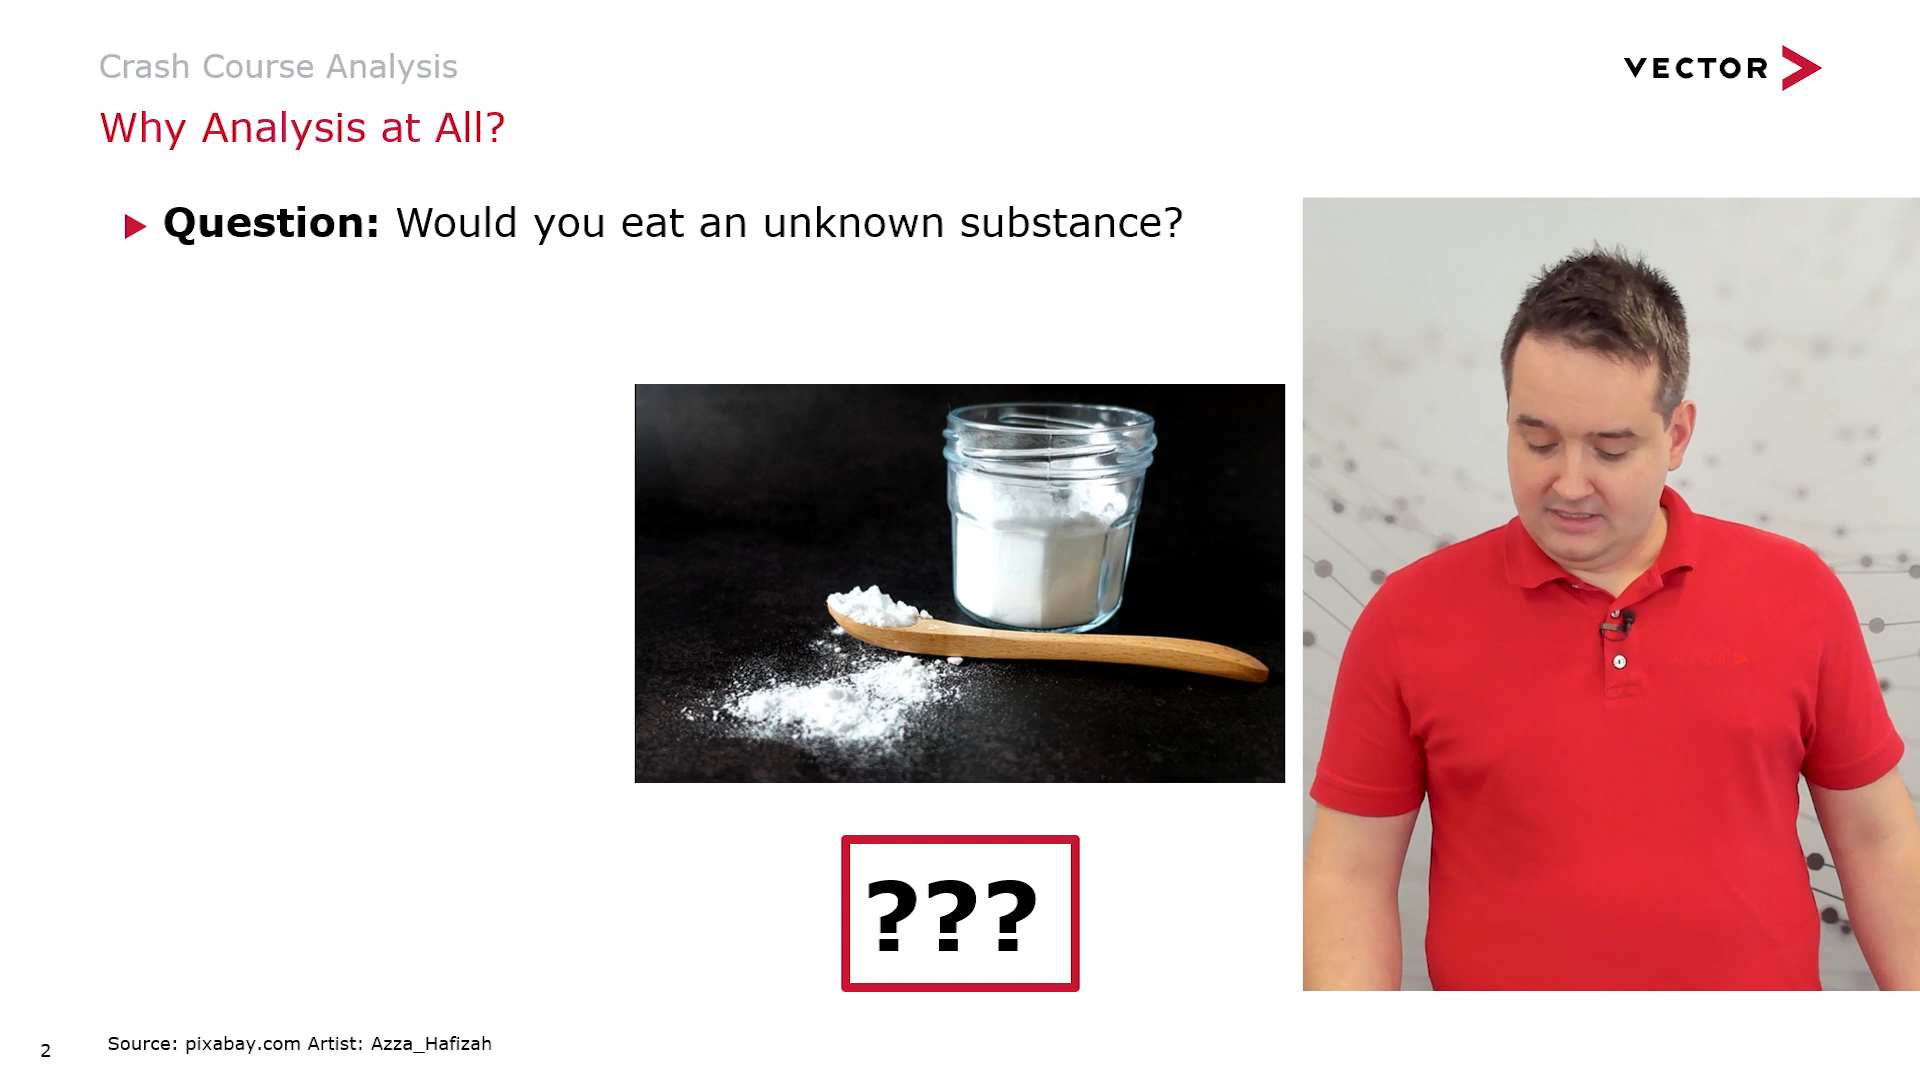 Crash Course Analysis
VECTOR
Why Analysis at All?
Question: Would you eat an unknown substance?
???
2
Source: pixabay.com Artist: Azza_Hafizah